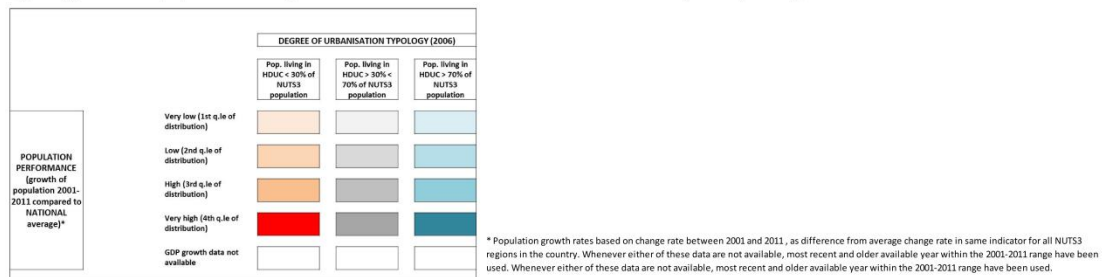 DEGREE OF URBANISATION TYPOLOGY (2006)
Pop. living in
HDUC < 30% of
NUTS3
population
Pop. living in
HDUC > 30% <
70% of NUTS3
population
Pop. living in
HDUC > 70% of
NUTS3
population
POPULATION
PERFORMANCE
(growth of
population 2001-
2011 compared to
NATIONAL
average)*
Very low (1st q.le of
distribution)
Low (2nd q.le of
distribution)
High (3rd q.le of
distribution)
Very high (4th q.le of
distribution)
GDP growth data not
available
* Population growth rates based on change rate between 2001 and 2011 , as difference from average change rate in same indicator for all NUTS3
regions in the country. Whenever either of these data are not available, most recent and older available year within the 2001-2011 range have been
used. Whenever either of these data are not available, most recent and older available year within the 2001-2011 range have been used.